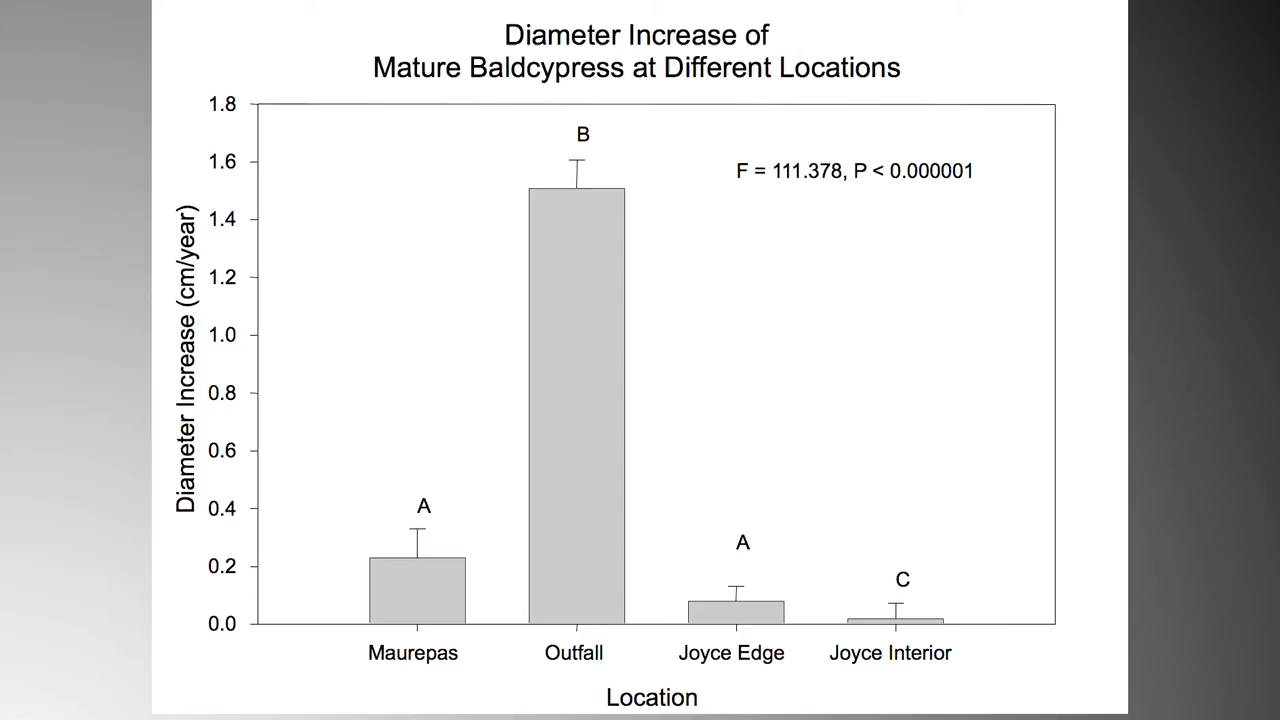 Diameter Increase of
Mature Baldcypress at Different Locations
1.8
1.6
1.4
1.2
1.0
0.8
0.6
0.4
0.2
0.0
Diameter Increase (cm/year)
B
F = 111.378, P < 0.000001
A
A
C
Maurepas
Outfall
Joyce Edge
Joyce Interior
Location